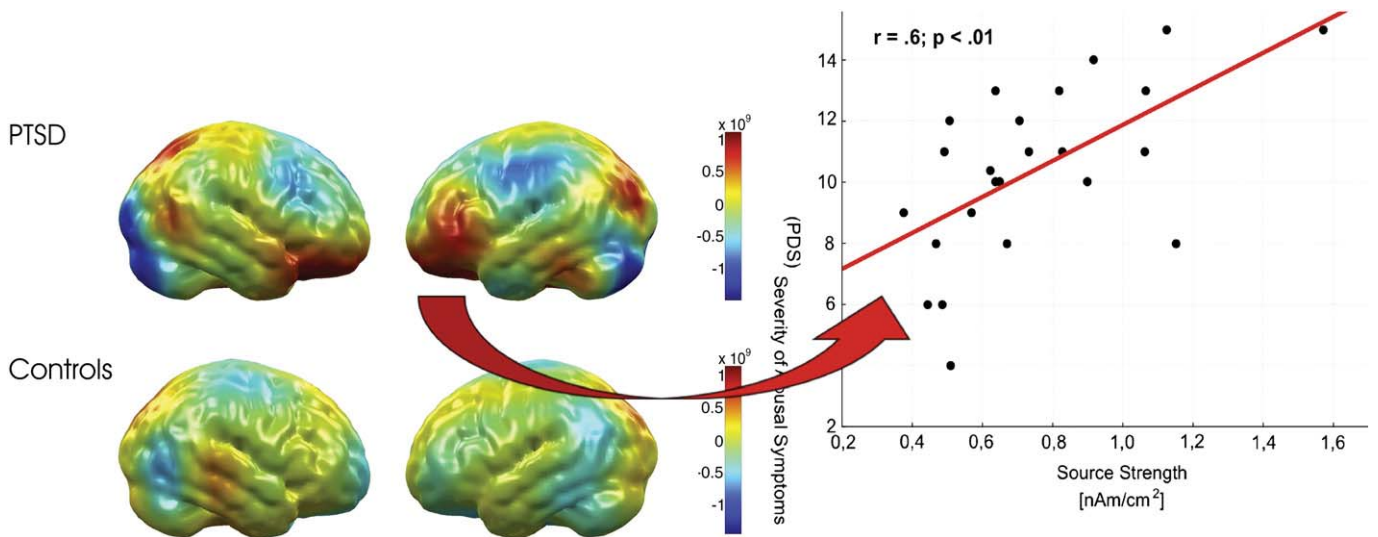 PTSD
x 10⁹
1
0.5
0
-0.5
-1
Controls
x 10⁹
1
0.5
0
-0.5
-1
r = .6; p < .01
14
12
10
8
6
2
(PDS)
Severity of Arousal Symptoms
0,2 0,4 0,6 0,8 1,0 1,2 1,4 1,6
Source Strength
[nAm/cm²]